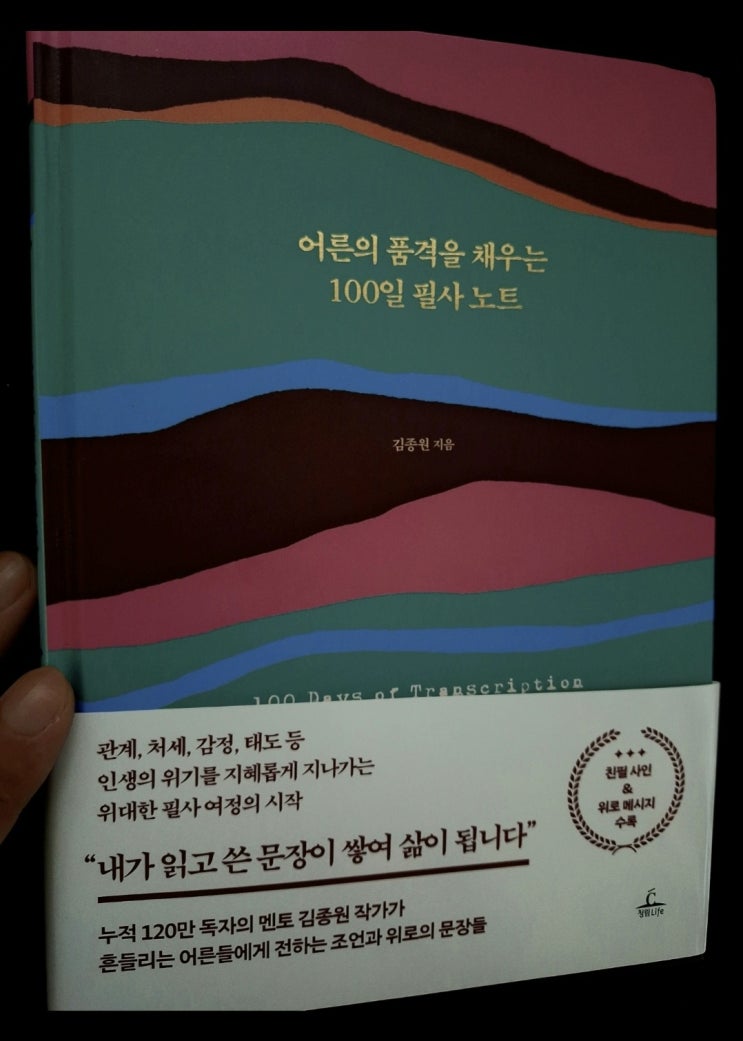 어른의 품격을 채우는
100일 필사 노트
김종원 지음
100 Days of Transcription
관계, 처세, 감정, 태도 등
인생의 위기를 지혜롭게 지나가는
위대한 필사 여정의 시작
“내가 읽고 쓴 문장이 쌓여 삶이 됩니다”
누적 120만 독자의 멘토 김종원 작가가
흔들리는 어른들에게 전하는 조언과 위로의 문장들
친필 사인
&
위로 메시지
수록
청림Life